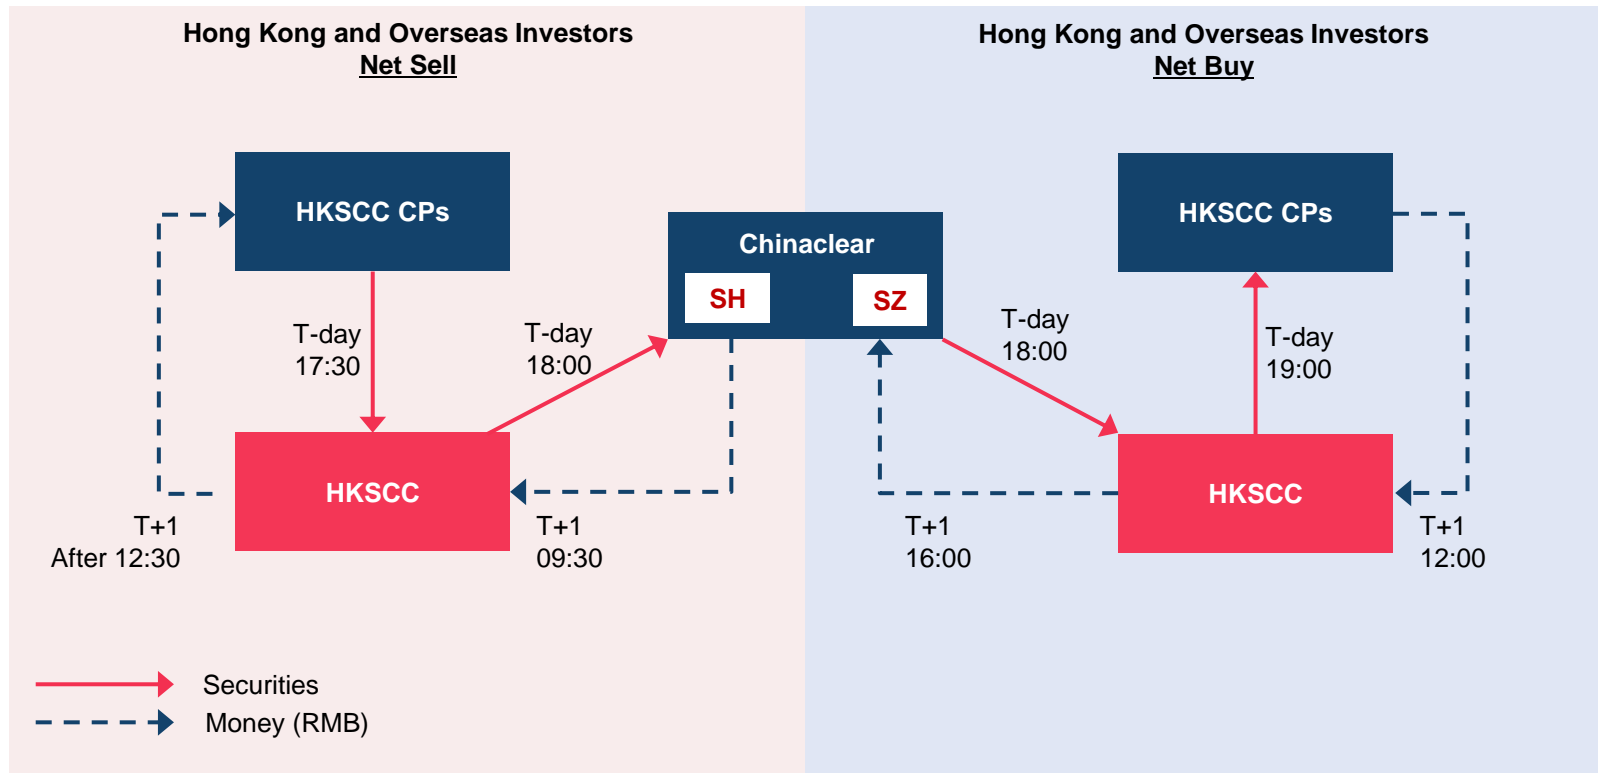 Hong Kong and Overseas Investors
Net Sell
Hong Kong and Overseas Investors
Net Buy
HKSCC CPs
HKSCC CPs
Chinaclear
SH
SZ
T-day
17:30
T-day
18:00
T-day
18:00
T-day
19:00
HKSCC
HKSCC
T+1
After 12:30
T+1
09:30
T+1
16:00
T+1
12:00
Securities
Money (RMB)